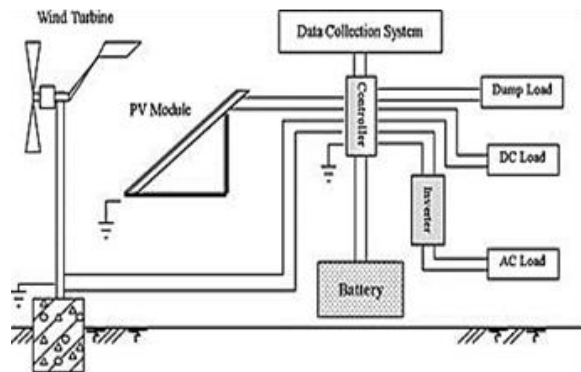 Wind Turbine
Data Collection System
PV Module
Controller
Dump Load
DC Load
Inverter
AC Load
Battery